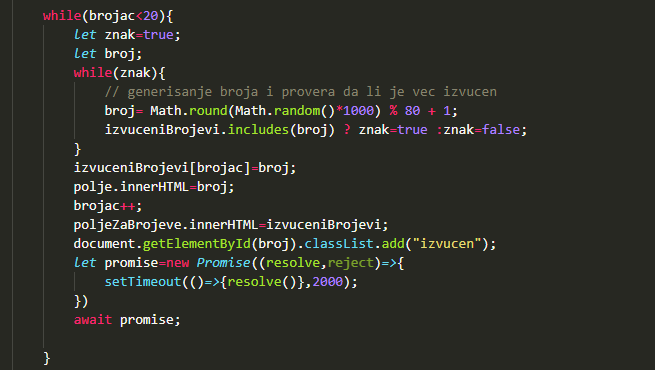 while(brojac<20){
let znak=true;
let broj;
while(znak){
// generisanje broja i provera da li je vec izvucen
broj= Math.round(Math.random()*1000) % 80 + 1;
izvuceniBrojevi.includes(broj) ? znak=true :znak=false;
}
izvuceniBrojevi[brojac]=broj;
polje.innerHTML=broj;
brojac++;
poljeZaBrojeve.innerHTML=izvuceniBrojevi;
document.getElementById(broj).classList.add("izvucen");
let promise=new Promise((resolve,reject)=>{
setTimeout(()=>{resolve()},2000);
})
await promise;
}